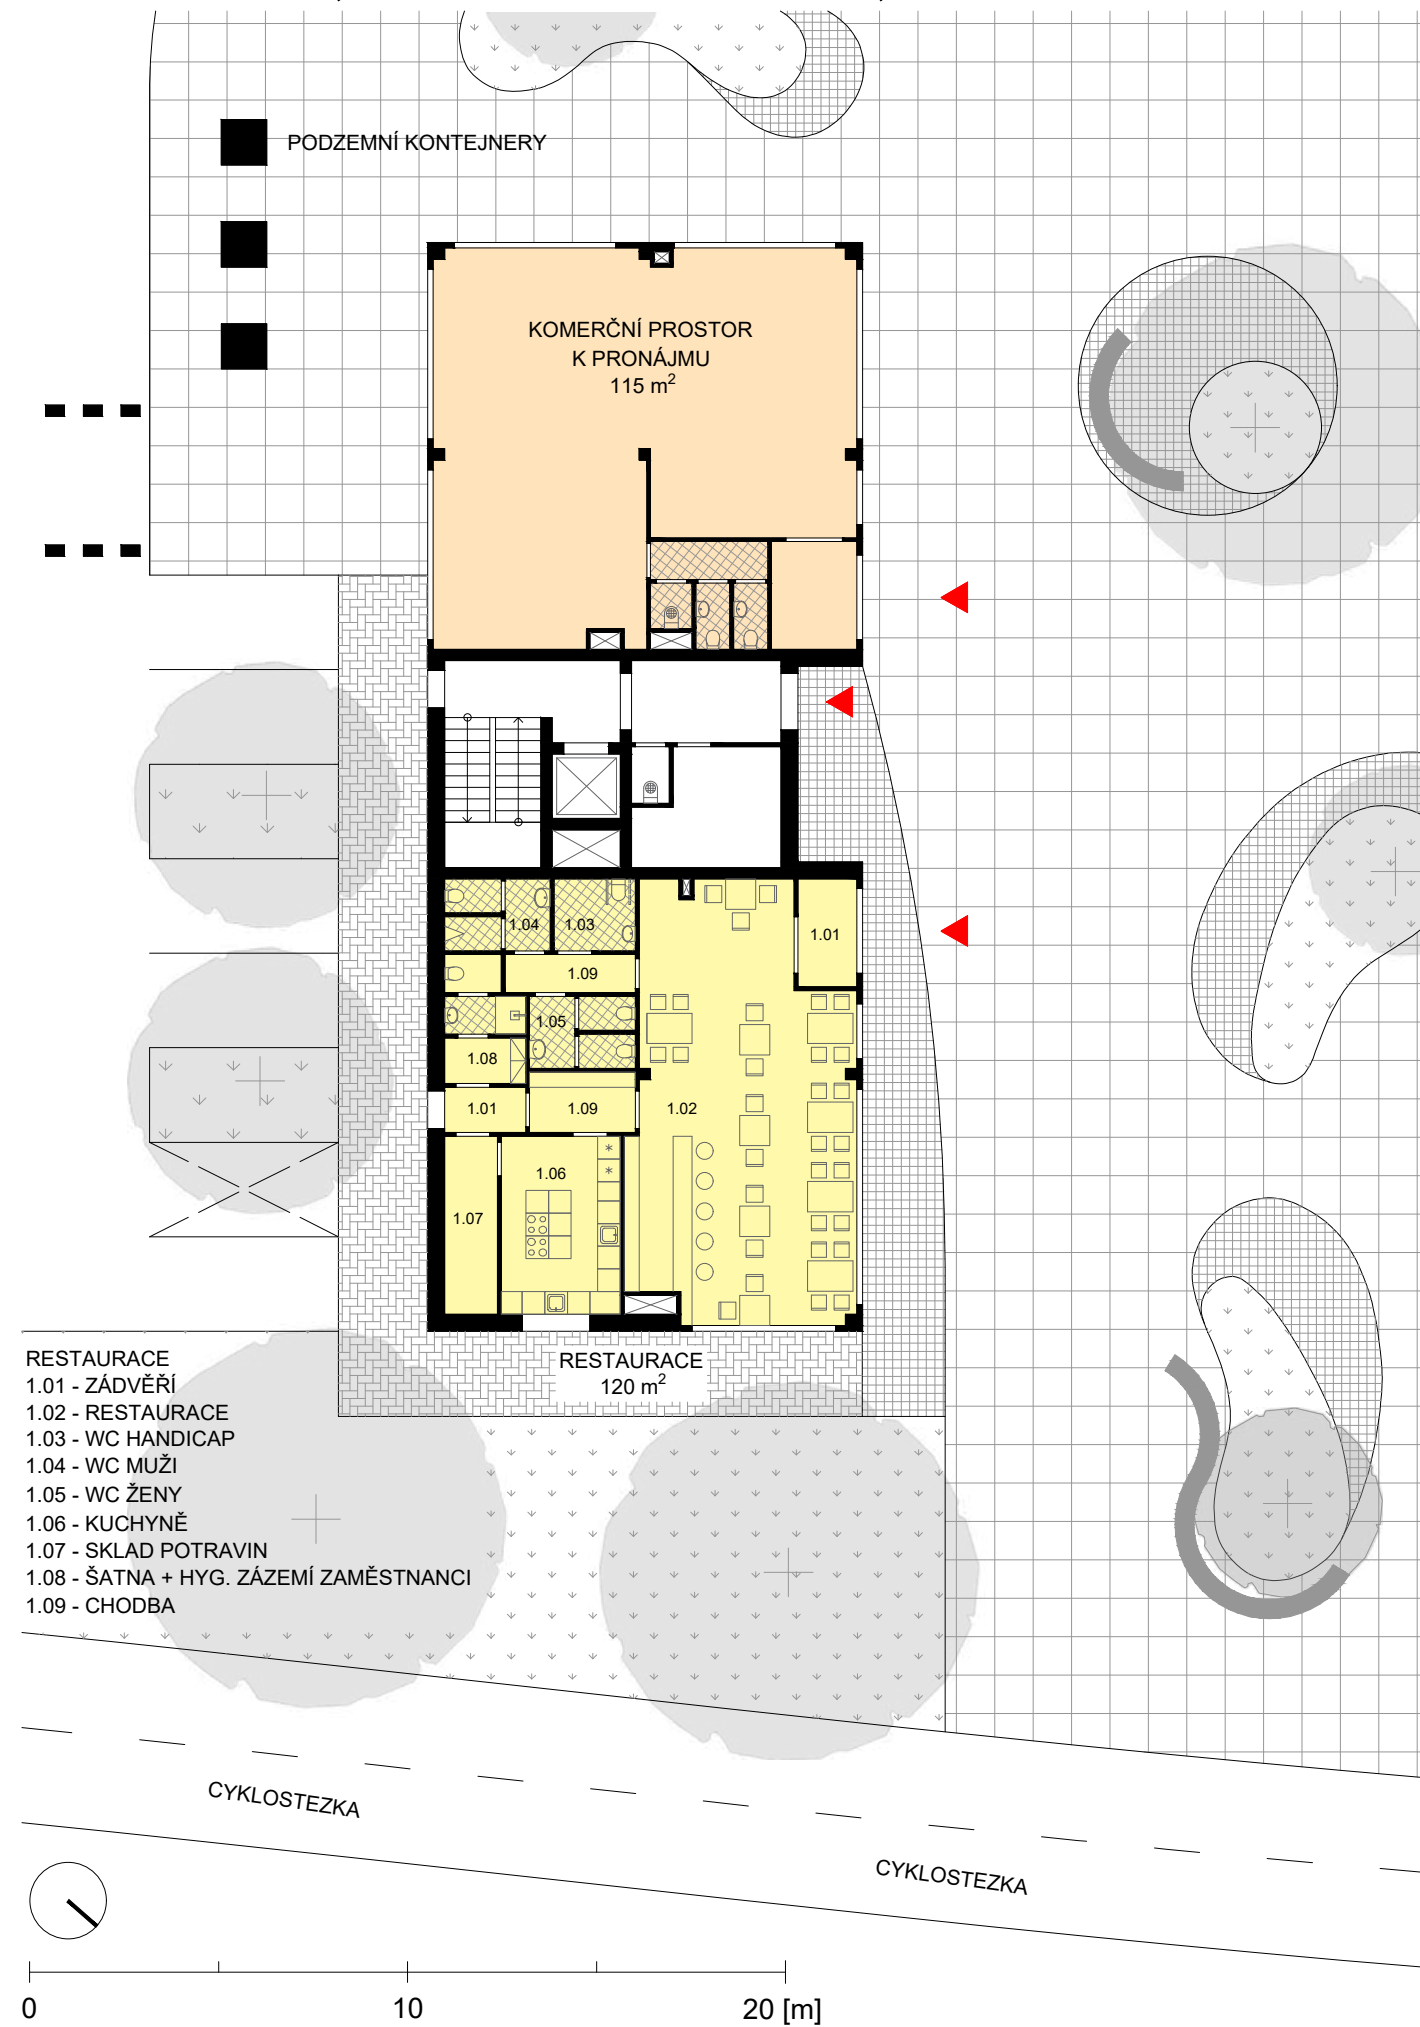 PODZEMNÍ KONTEJNERY
KOMERČNÍ PROSTOR
K PRONÁJMU
115 m²
1.04
1.03
1.01
1.09
1.05
1.08
1.01
1.09
1.02
1.06
1.07
RESTAURACE
120 m²
RESTAURACE
1.01 - ZÁDVEŘÍ
1.02 - RESTAURACE
1.03 - WC HANDICAP
1.04 - WC MUŽI
1.05 - WC ŽENY
1.06 - KUCHYNĚ
1.07 - SKLAD POTRAVIN
1.08 - ŠATNA + HYG. ZÁZEMÍ ZAMĚSTNANCI
1.09 - CHODBA
CYKLOSTEZKA
CYKLOSTEZKA
0
10
20 [m]